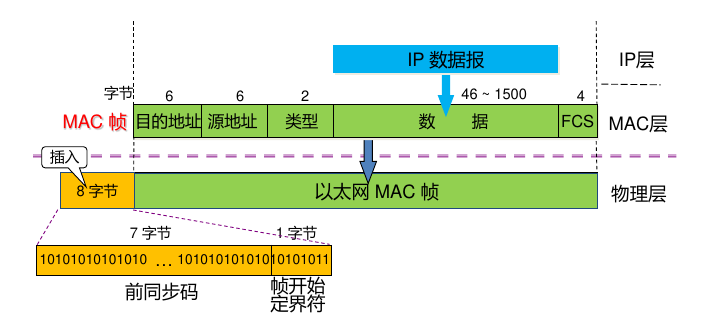 IP 数据报
IP层
字节
6
6
2
46 ~ 1500
4
MAC 帧
目的地址
源地址
类型
数 据
FCS
MAC层
插入
8 字节
以太网 MAC 帧
物理层
7 字节
1 字节
10101010101010 … 10101010101010101011
前同步码
帧开始
定界符